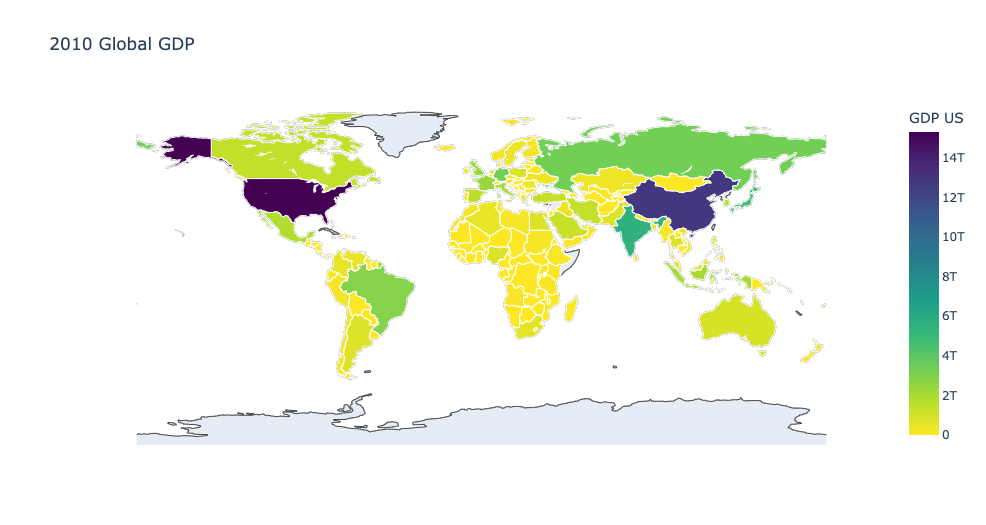 2010 Global GDP
GDP US
14T
12T
10T
8T
6T
4T
2T
0